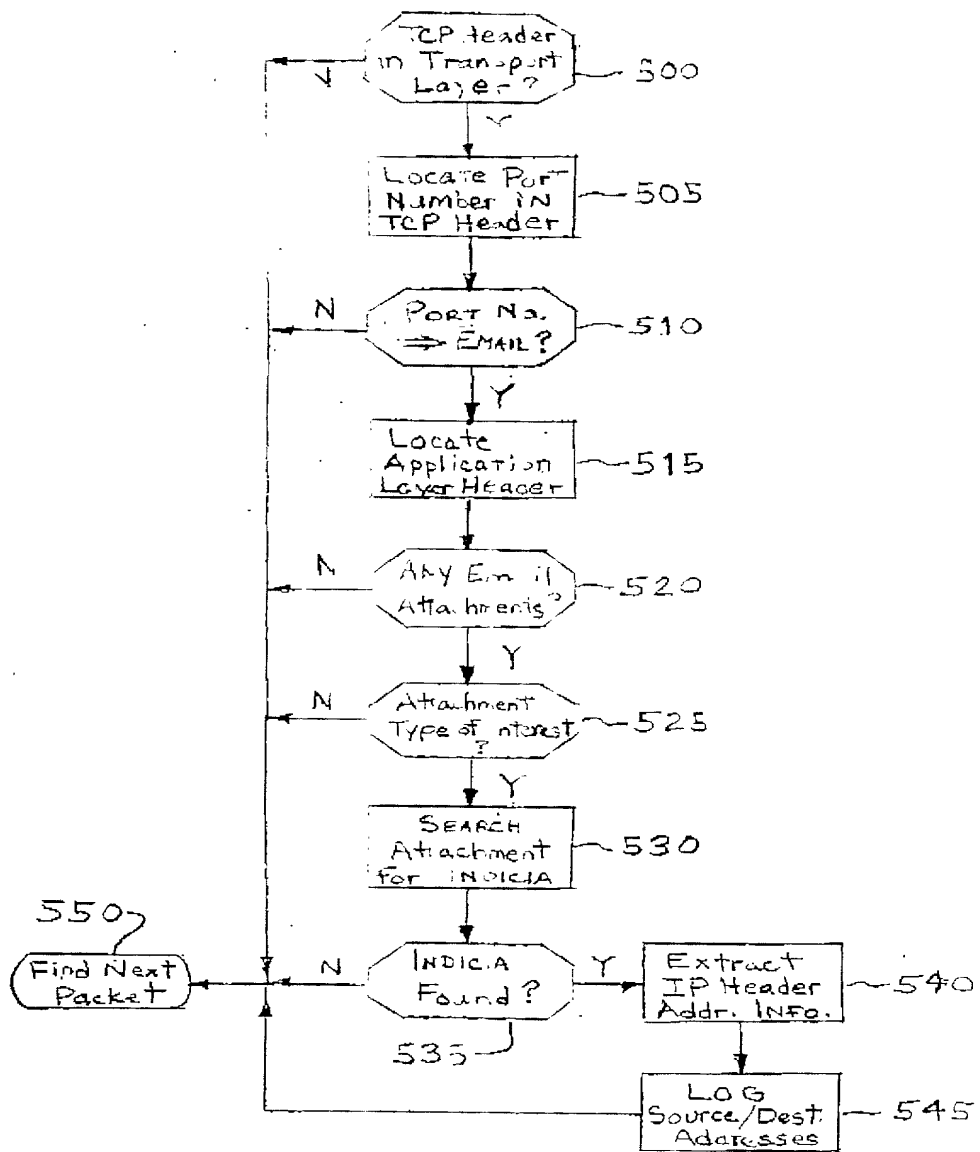 TCP Header
in Transport
Layer?
500
N
Y
Locate Port
Number in
TCP Header
505
Port No.
⇒ Email?
510
N
Y
Locate
Application
Layer Header
515
Any Email
Attachments?
520
N
Y
Attachment
Type of Interest
?
525
N
Y
Search
Attachment
For Indicia
530
Indicia
Found?
535
N
Y
550
Find Next
Packet
Extract
IP Header
Addr. Info.
540
Log
Source/Dest.
Addresses
545